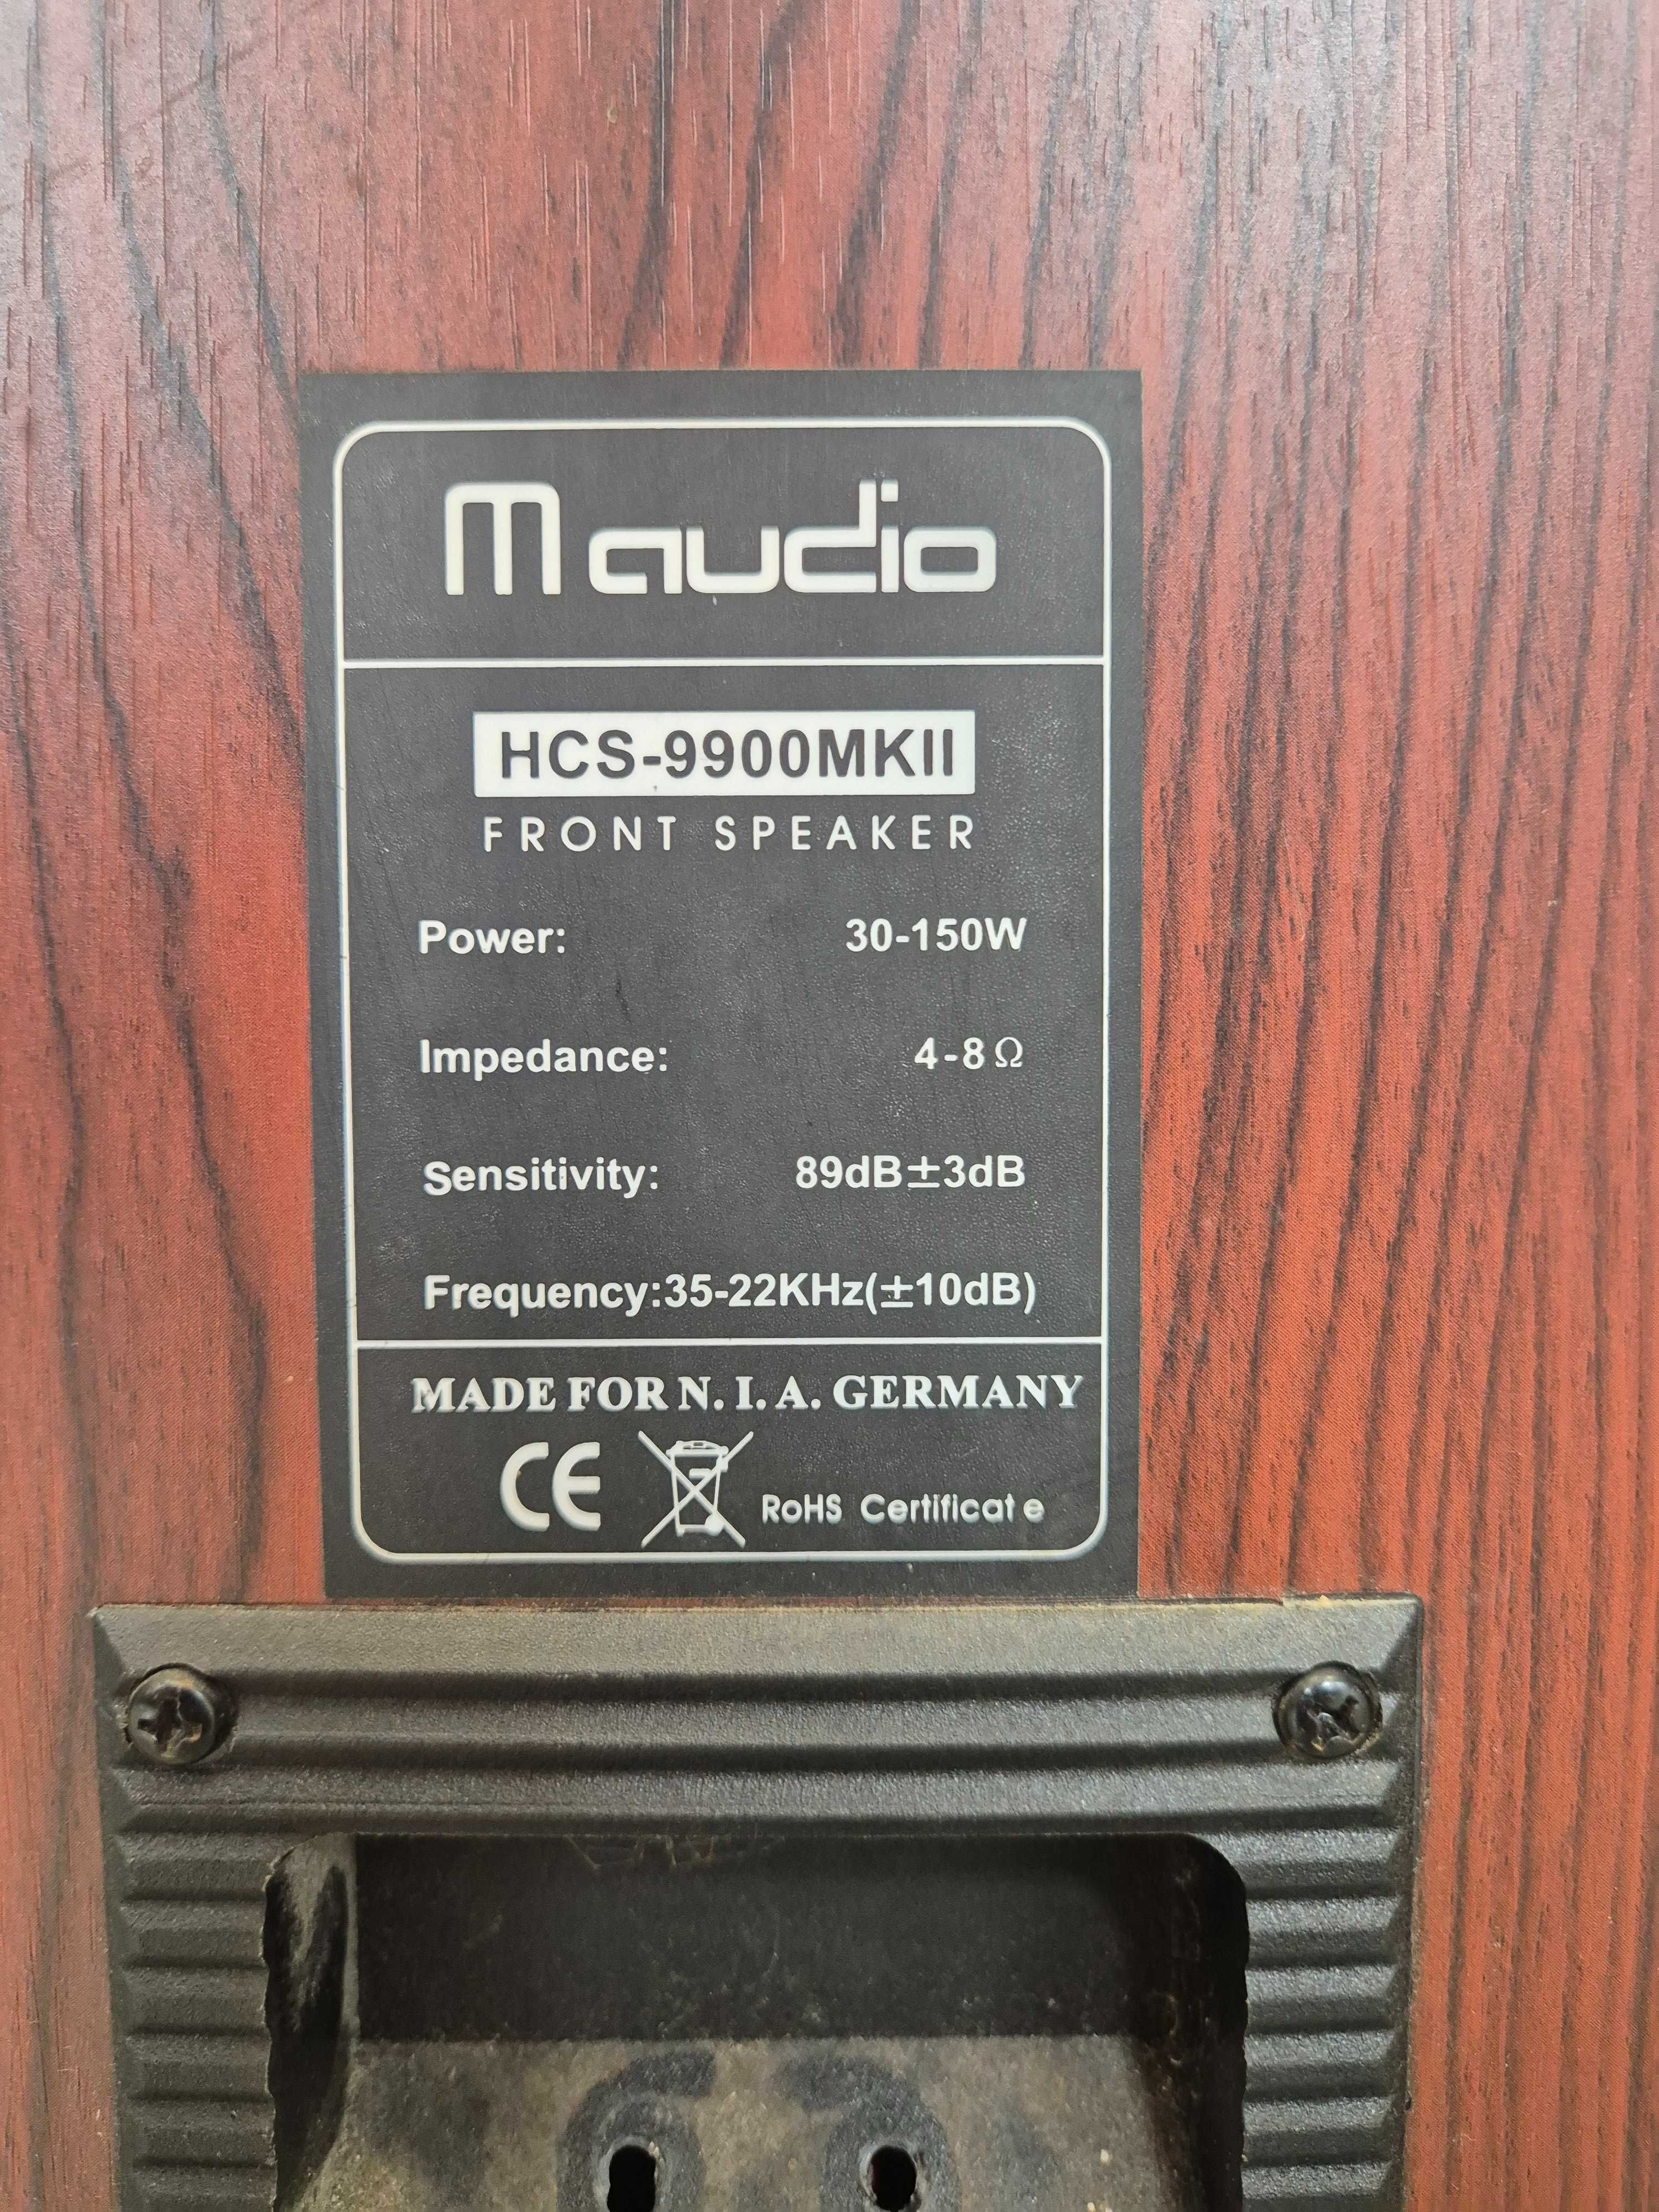 m audio
HCS-9900MKII
FRONT SPEAKER
Power: 30-150W
Impedance: 4-8Ω
Sensitivity: 89dB±3dB
Frequency:35-22KHz(±10dB)
MADE FOR N. I. A. GERMANY
CE RoHS Certificate